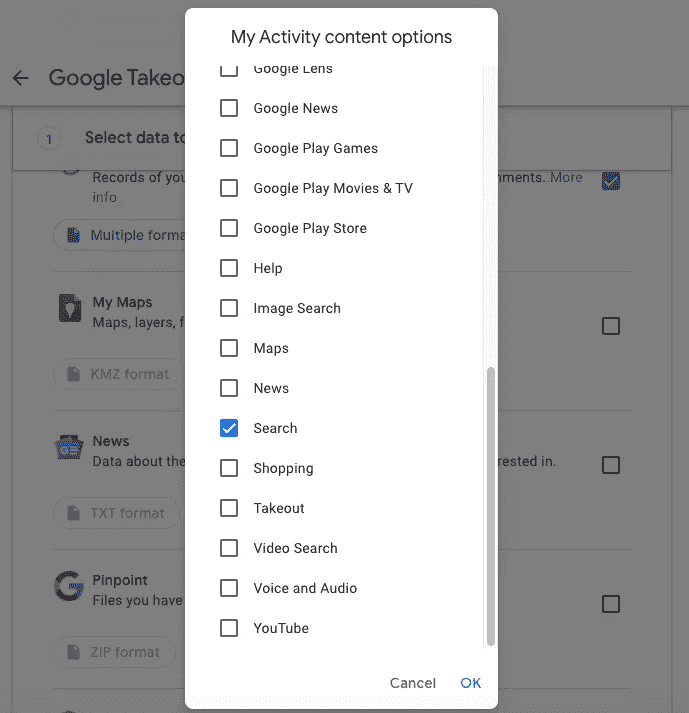 My Activity content options
Google Lens
Google News
Google Play Games
Google Play Movies & TV
Google Play Store
Help
Image Search
Maps
News
Search
Shopping
Takeout
Video Search
Voice and Audio
YouTube
Cancel OK
Google Takeo
1 Select data to
Records of you
info
nments. More
Multiple forma
My Maps
Maps, layers, f
KMZ format
News
Data about the
rested in.
TXT format
Pinpoint
Files you have
ZIP format